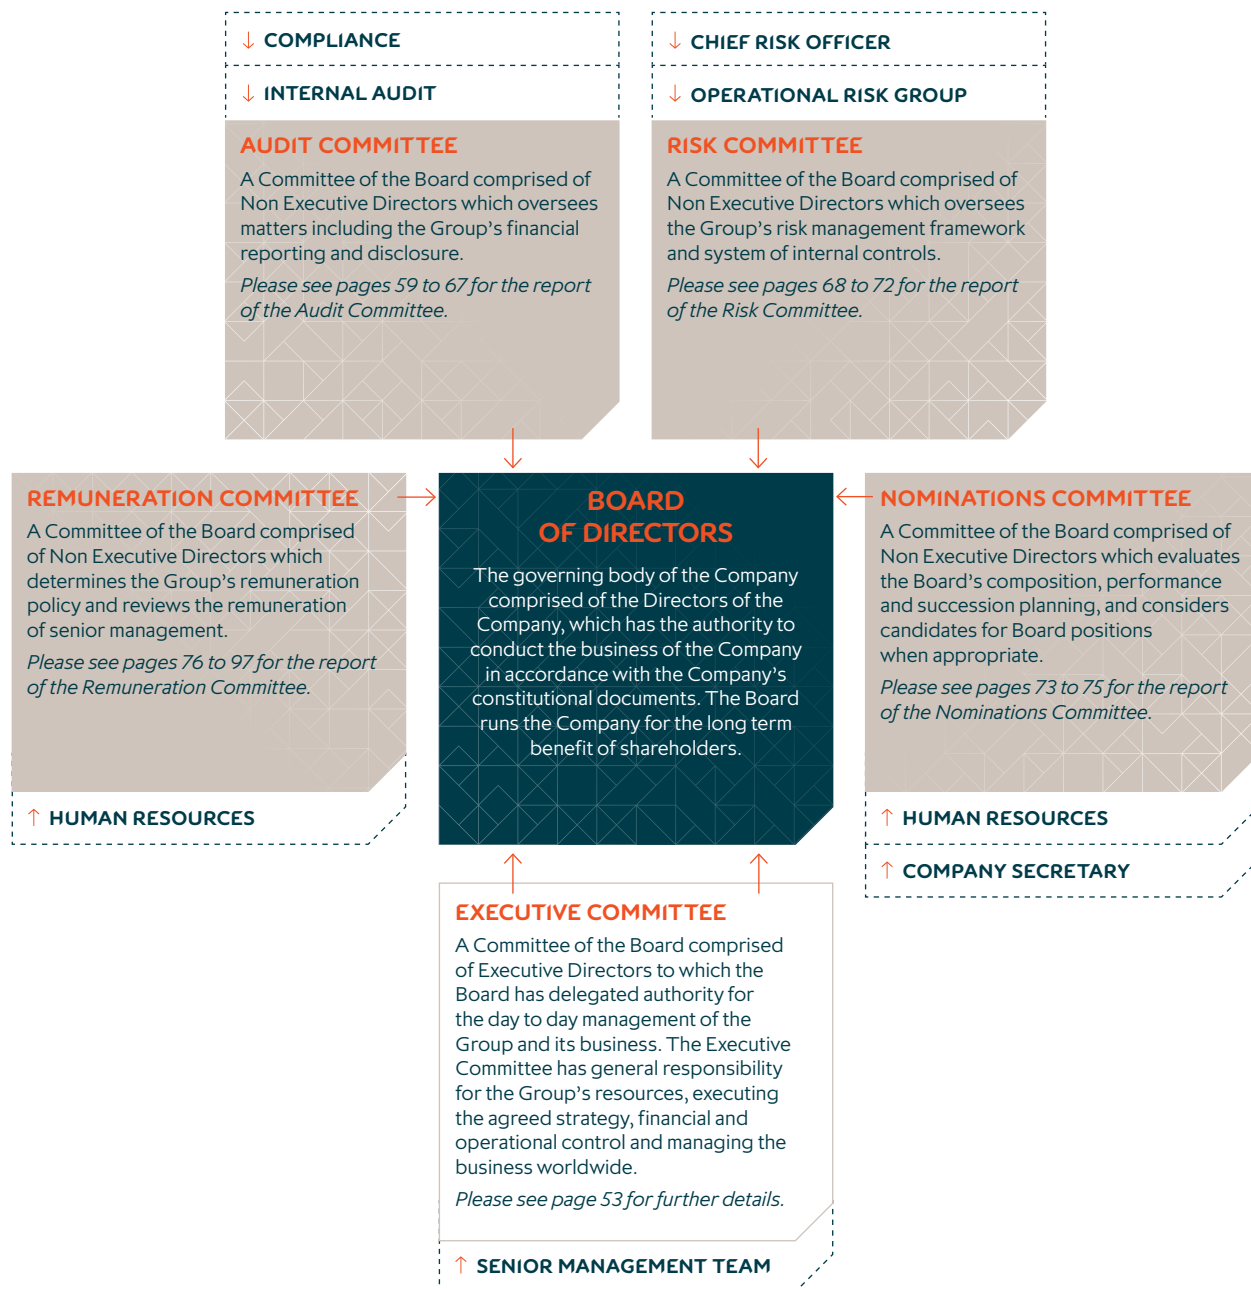 ↓ COMPLIANCE
↓ INTERNAL AUDIT
AUDIT COMMITTEE
A Committee of the Board comprised of
Non Executive Directors which oversees
matters including the Group’s financial
reporting and disclosure.
Please see pages 59 to 67 for the report
of the Audit Committee.
↓ CHIEF RISK OFFICER
↓ OPERATIONAL RISK GROUP
RISK COMMITTEE
A Committee of the Board comprised of
Non Executive Directors which oversees
the Group’s risk management framework
and system of internal controls.
Please see pages 68 to 72 for the report
of the Risk Committee.
REMUNERATION COMMITTEE
A Committee of the Board comprised
of Non Executive Directors which
determines the Group’s remuneration
policy and reviews the remuneration
of senior management.
Please see pages 76 to 97 for the report
of the Remuneration Committee.
↑ HUMAN RESOURCES
BOARD
OF DIRECTORS
The governing body of the Company
comprised of the Directors of the
Company, which has the authority to
conduct the business of the Company
in accordance with the Company’s
constitutional documents. The Board
runs the Company for the long term
benefit of shareholders.
NOMINATIONS COMMITTEE
A Committee of the Board comprised of
Non Executive Directors which evaluates
the Board’s composition, performance
and succession planning, and considers
candidates for Board positions
when appropriate.
Please see pages 73 to 75 for the report
of the Nominations Committee.
↑ HUMAN RESOURCES
↑ COMPANY SECRETARY
EXECUTIVE COMMITTEE
A Committee of the Board comprised
of Executive Directors to which the
Board has delegated authority for
the day to day management of the
Group and its business. The Executive
Committee has general responsibility
for the Group’s resources, executing
the agreed strategy, financial and
operational control and managing the
business worldwide.
Please see page 53 for further details.
↑ SENIOR MANAGEMENT TEAM